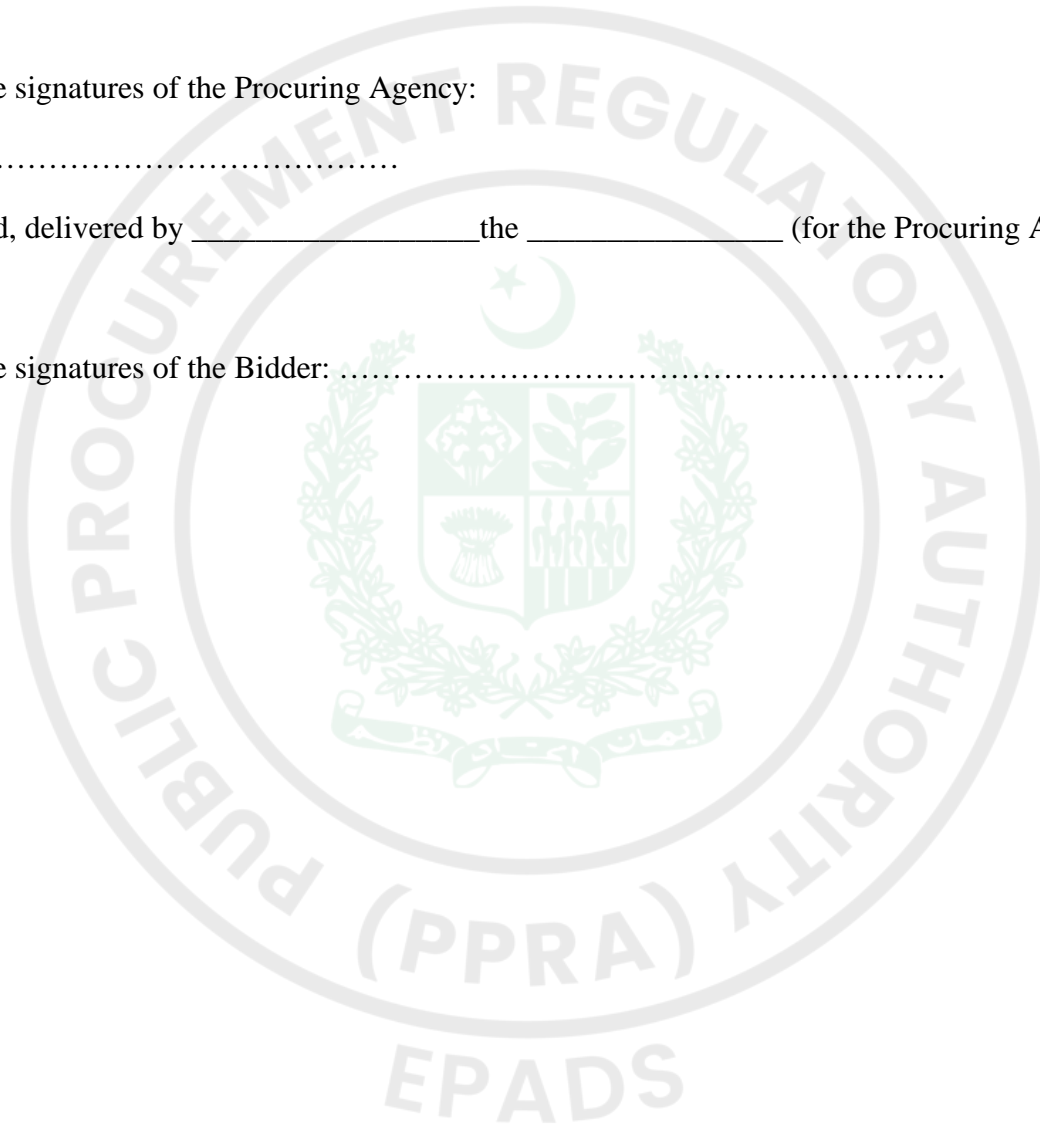 e signatures of the Procuring Agency:
…………………………………
d, delivered by __________________the ________________ (for the Procuring A
e signatures of the Bidder: ……………………………………………………
PUBLIC PROCUREMENT REGULATORY AUTHORITY
(PPRA)
EPADS